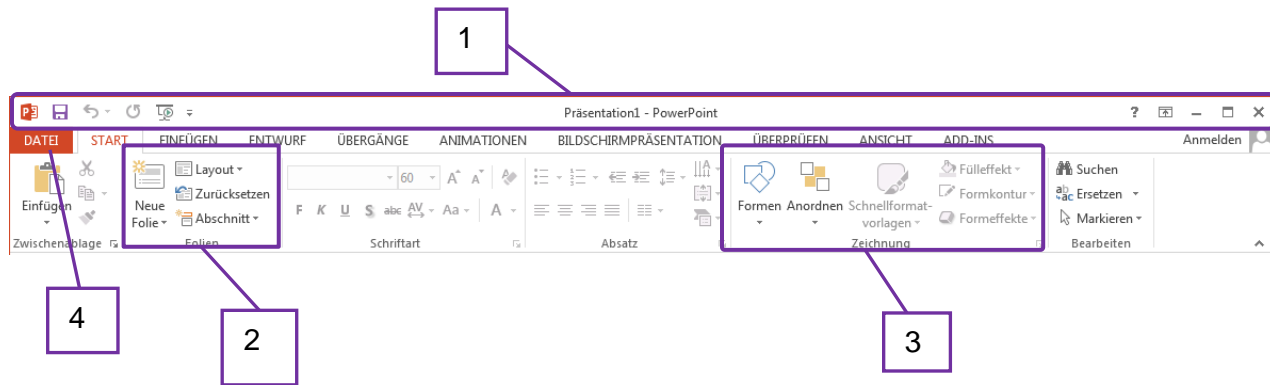 1
Präsentation1 - PowerPoint ?
DATEI START EINFÜGEN ENTWURF ÜBERGÄNGE ANIMATIONEN BILDSCHIRMPRÄSENTATION ÜBERPRÜFEN ANSICHT ADD-INS Anmelden
Einfügen
Zwischenablage
Neue Folie
Layout
Zurücksetzen
Abschnitt
Folien
60 A A
F K U S abc AV Aa A
Schriftart
Absatz
Formen Anordnen Schnellformat-
vorlagen
Fülleffekt
Formkontur
Formeffekte
Zeichnung
Suchen
Ersetzen
Markieren
Bearbeiten
4
2
3